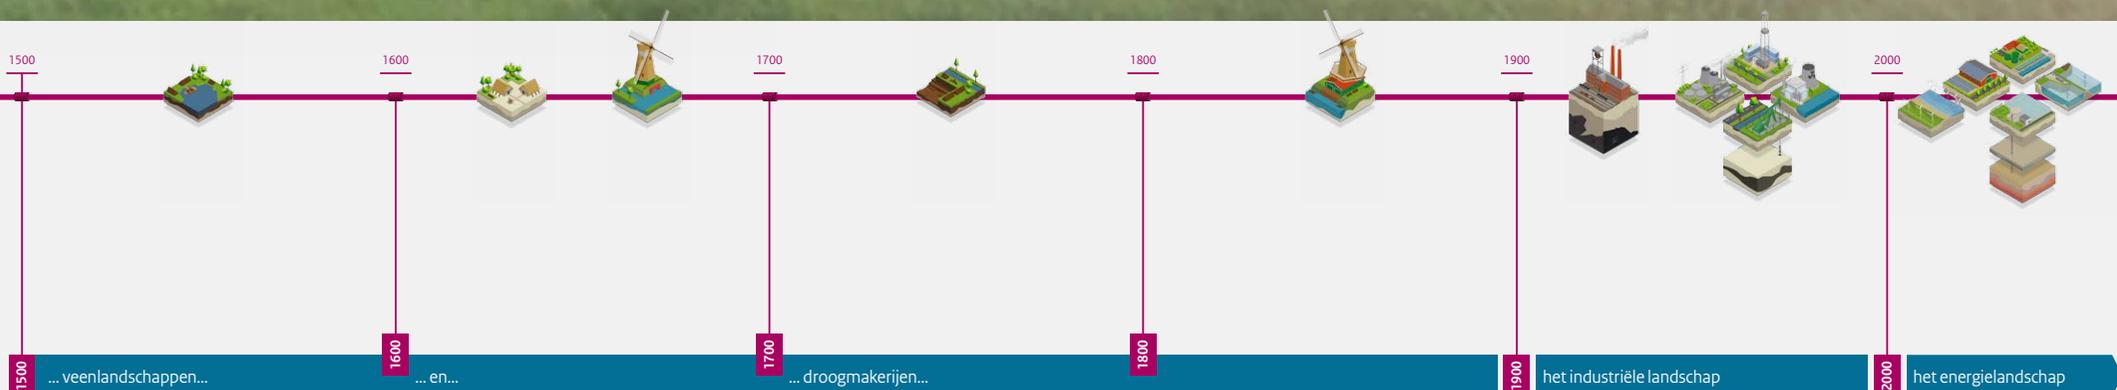 1500
1600
1700
1800
1900
2000
1500
1600
1700
1800
1900
2000
... veenlandschappen...
... en...
... droogmakerijen...
het industriële landschap
het energielandschap